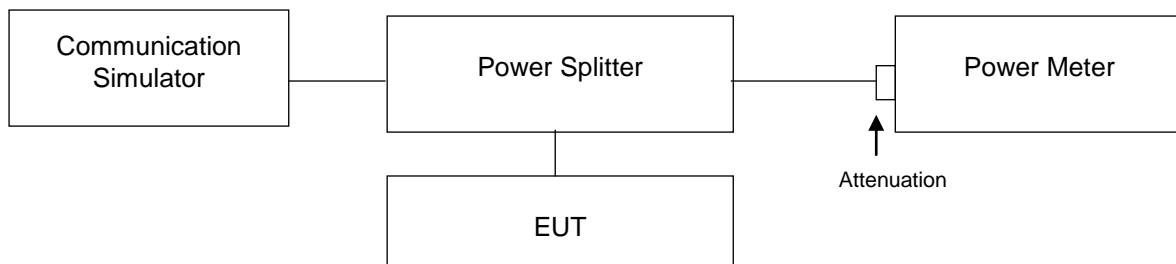 Communication
Simulator
Power Splitter
Power Meter
Attenuation
EUT